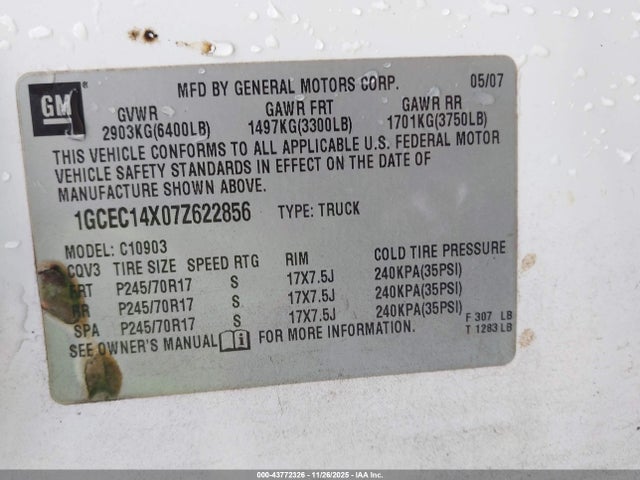 GM
MFD BY GENERAL MOTORS CORP. 05/07
GVWR GAWR FRT GAWR RR
2903KG(6400LB) 1497KG(3300LB) 1701KG(3750LB)
THIS VEHICLE CONFORMS TO ALL APPLICABLE U.S. FEDERAL MOTOR
VEHICLE SAFETY STANDARDS IN EFFECT ON THE DATE OF
MANUFACTURE SHOWN ABOVE.
1GCEC14X07Z622856 TYPE: TRUCK
MODEL: C10903
CQV3 TIRE SIZE SPEED RTG RIM COLD TIRE PRESSURE
FRT P245/70R17 S 17X7.5J 240KPA(35PSI)
RR P245/70R17 S 17X7.5J 240KPA(35PSI)
SPA P245/70R17 S 17X7.5J 240KPA(35PSI)
SEE OWNER'S MANUAL i FOR MORE INFORMATION.
F 307 LB
T 1283 LB
000-43772326 - 11/26/2025 - IAA Inc.